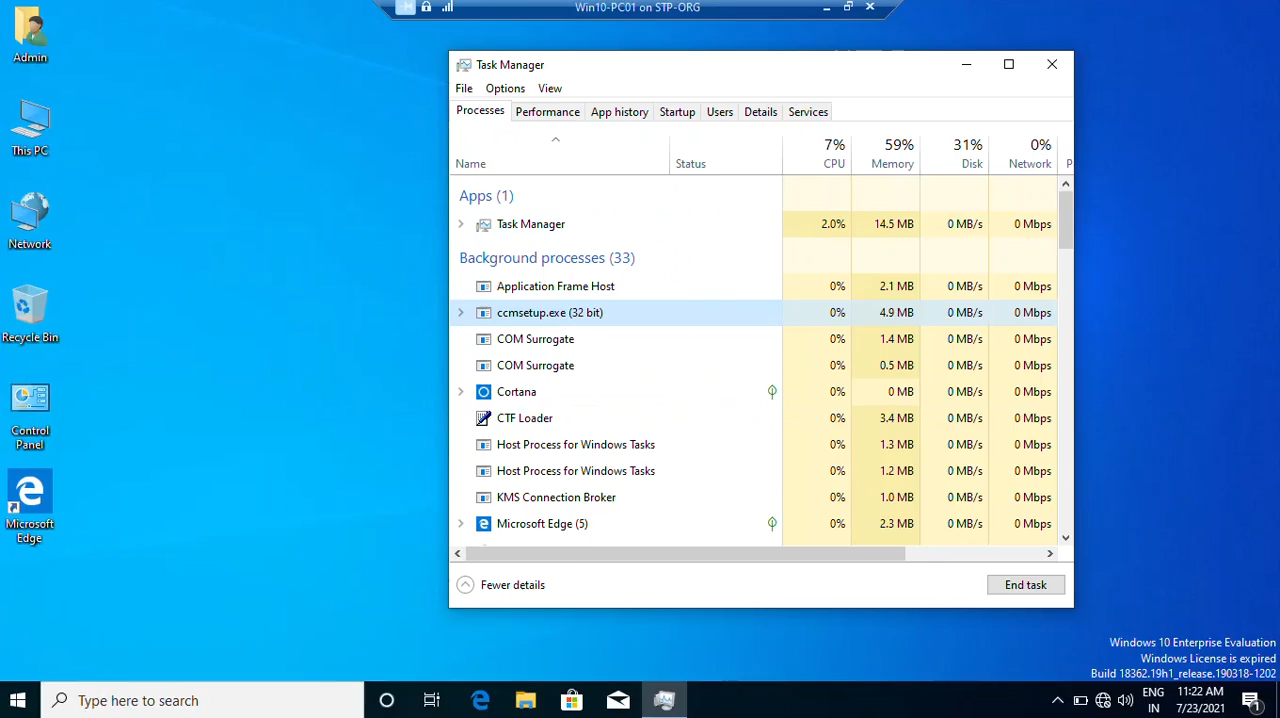 Win10-PC01 on STP-ORG
Admin
This PC
Network
Recycle Bin
Control
Panel
Microsoft
Edge
Task Manager
File Options View
Processes Performance App history Startup Users Details Services
7% 59% 31% 0%
Name Status CPU Memory Disk Network P
Apps (1)
Task Manager 2.0% 14.5 MB 0 MB/s 0 Mbps
Background processes (33)
Application Frame Host 0% 2.1 MB 0 MB/s 0 Mbps
ccmsetup.exe (32 bit) 0% 4.9 MB 0 MB/s 0 Mbps
COM Surrogate 0% 1.4 MB 0 MB/s 0 Mbps
COM Surrogate 0% 0.5 MB 0 MB/s 0 Mbps
Cortana 0% 0 MB 0 MB/s 0 Mbps
CTF Loader 0% 3.4 MB 0 MB/s 0 Mbps
Host Process for Windows Tasks 0% 1.3 MB 0 MB/s 0 Mbps
Host Process for Windows Tasks 0% 1.2 MB 0 MB/s 0 Mbps
KMS Connection Broker 0% 1.0 MB 0 MB/s 0 Mbps
Microsoft Edge (5) 0% 2.3 MB 0 MB/s 0 Mbps
Fewer details End task
Windows 10 Enterprise Evaluation
Windows License is expired
Build 18362.19h1_release.190318-1202
Type here to search
ENG
IN
11:22 AM
7/23/2021
1